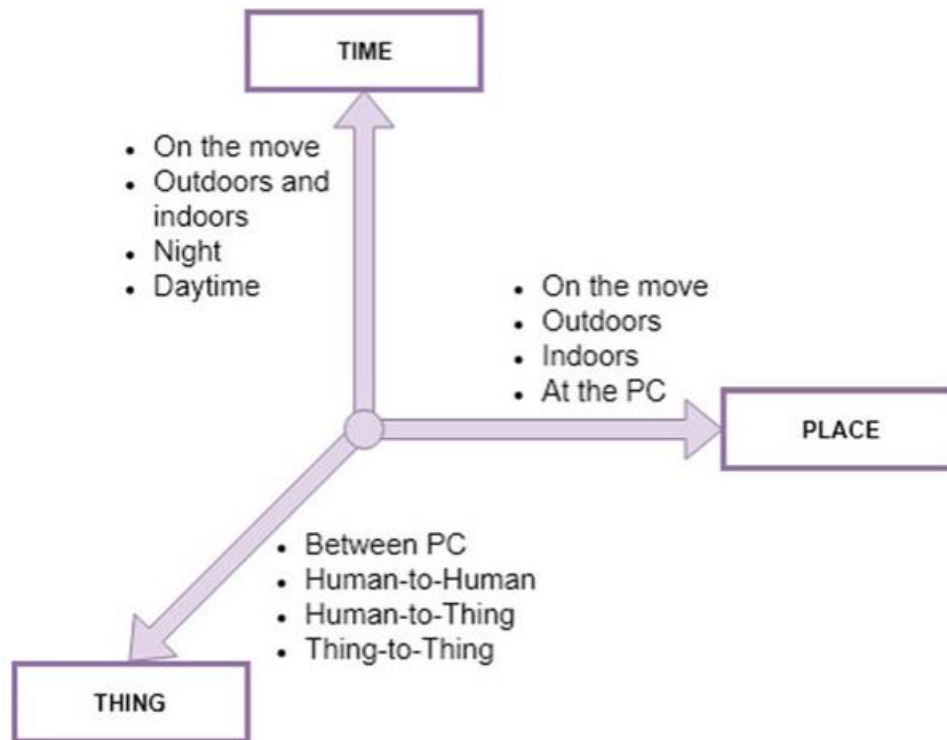 TIME
• On the move
• Outdoors and
indoors
• Night
• Daytime
• On the move
• Outdoors
• Indoors
• At the PC
PLACE
• Between PC
• Human-to-Human
• Human-to-Thing
• Thing-to-Thing
THING